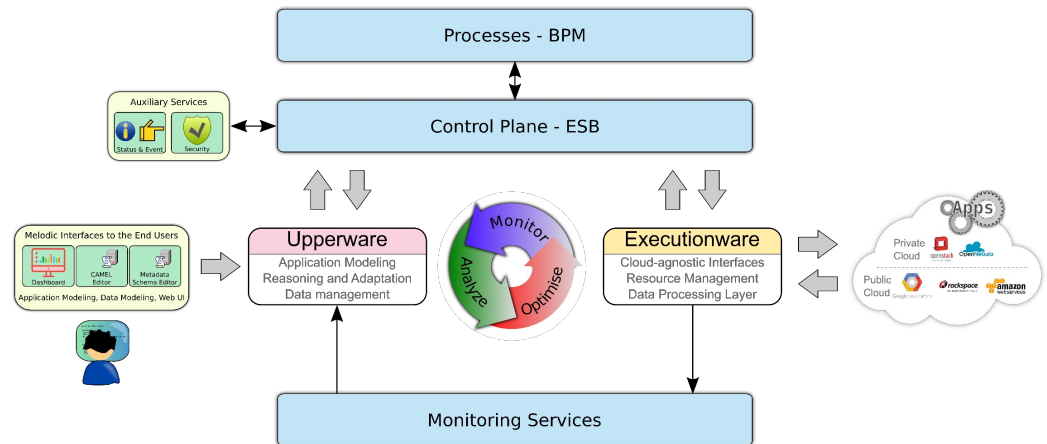 Processes - BPM
Auxiliary Services
Status & Event
Security
Control Plane - ESB
Melodic Interfaces to the End Users
Dashboard
CAMEL
Editor
Metadata
Schema Editor
Application Modeling, Data Modeling, Web UI
Upperware
Application Modeling
Reasoning and Adaptation
Data management
Monitor
Analyze
Optimise
Executionware
Cloud-agnostic Interfaces
Resource Management
Data Processing Layer
Apps
Private
Cloud
openstack
OpenNebula
Public
Cloud
rackspace
amazon
webservices
Monitoring Services